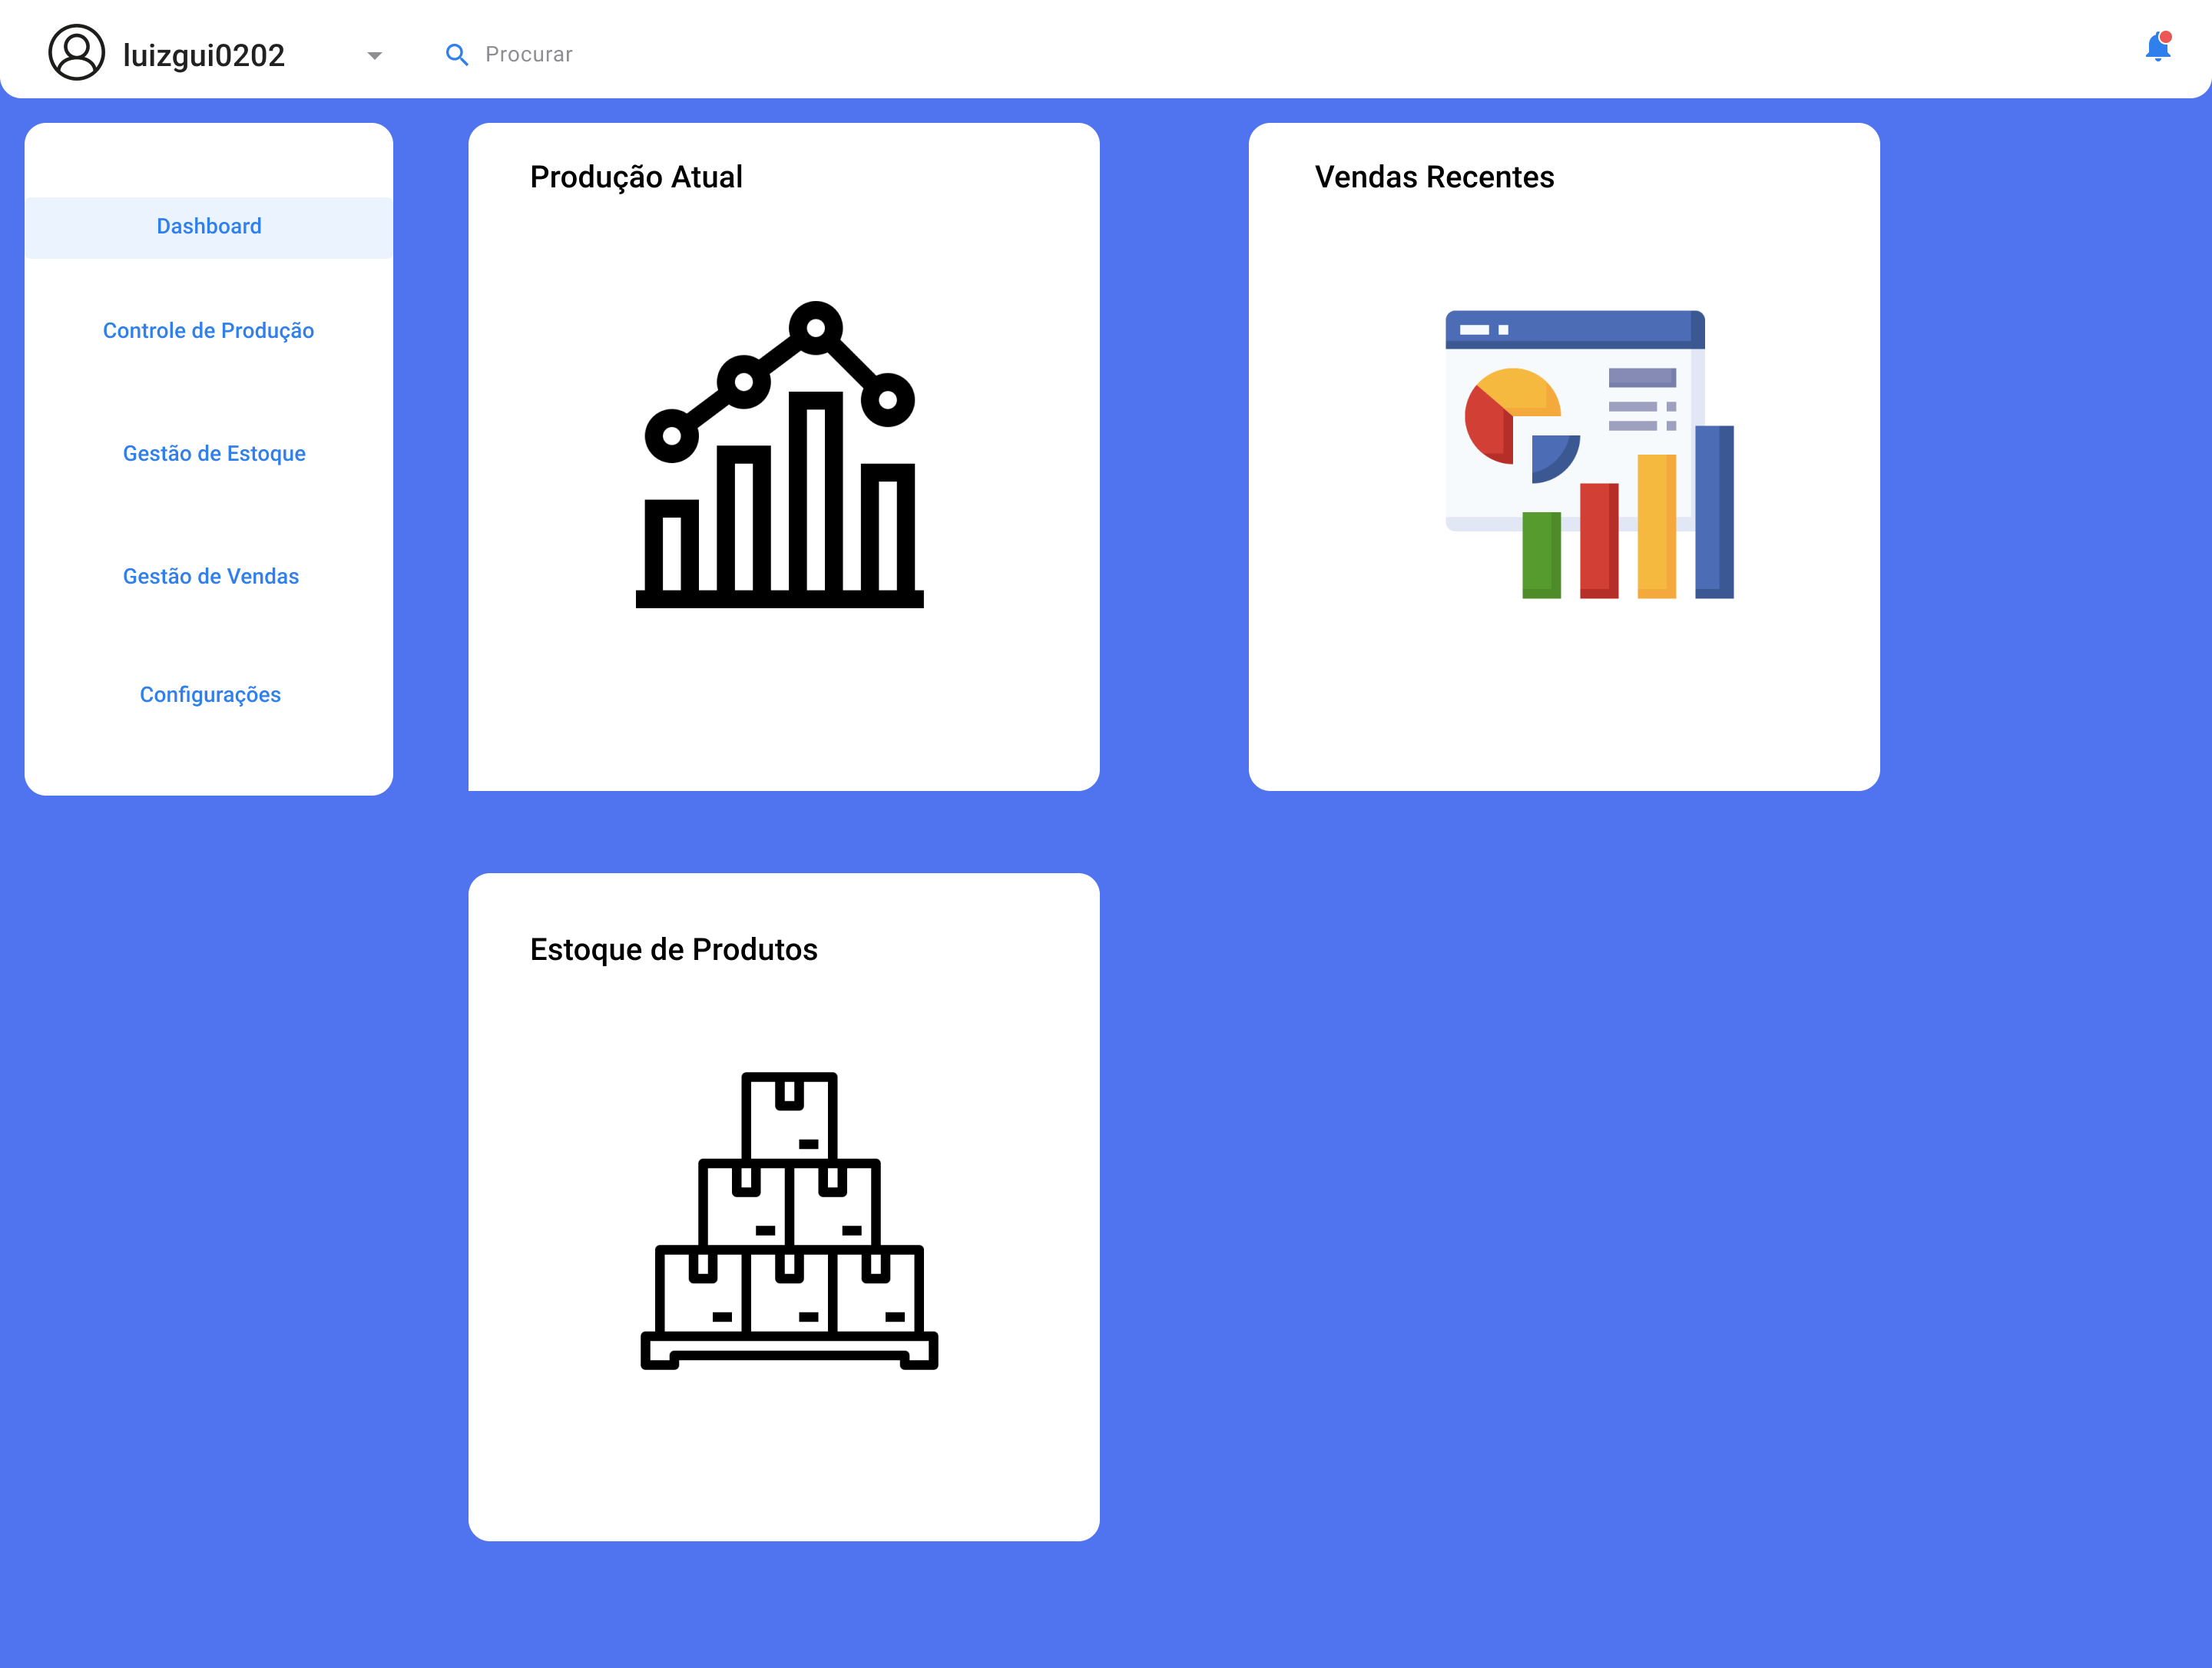 luizgui0202
Procurar
Dashboard
Controle de Produção
Gestão de Estoque
Gestão de Vendas
Configurações
Produção Atual
Vendas Recentes
Estoque de Produtos